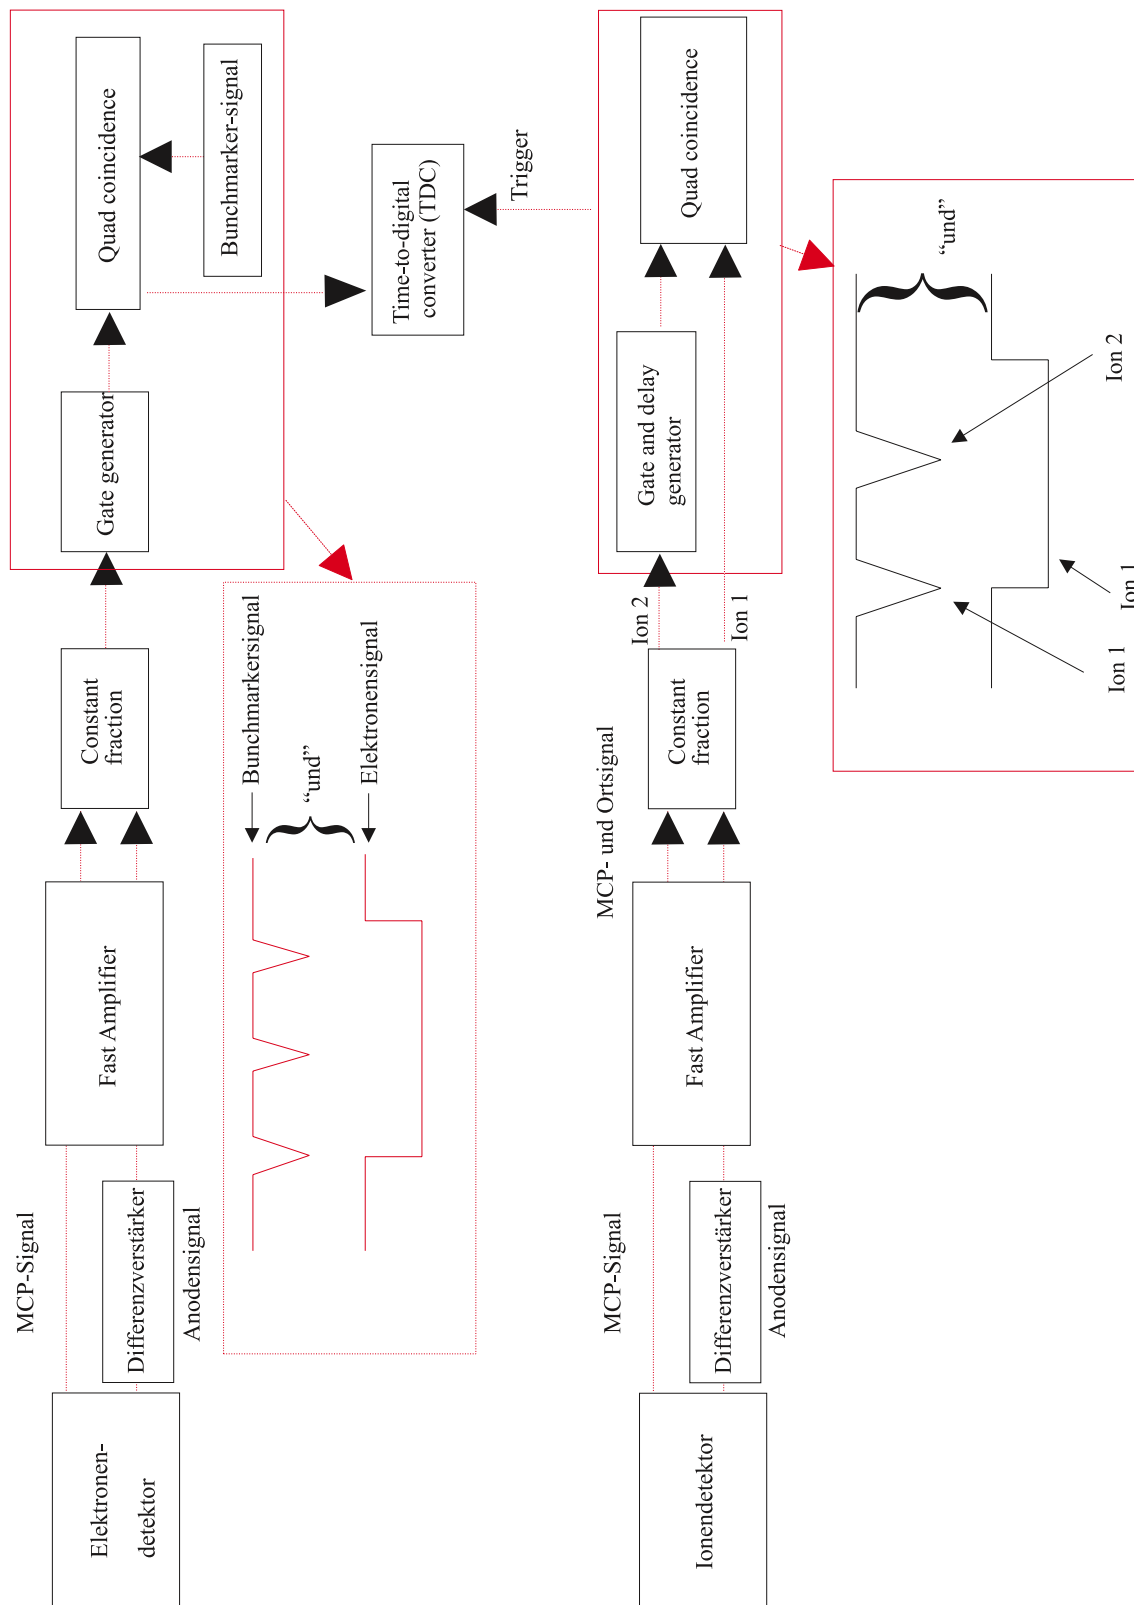 Elektronen-
detektor
MCP-Signal
Differenzverstärker
Anodensignal
Fast Amplifier
Constant
fraction
Gate generator
Quad coincidence
Bunchmarker-signal
Time-to-digital
converter (TDC)
Trigger
Bunchmarkersignal
“und”
Elektronensignal
Ionendetektor
MCP-Signal
Differenzverstärker
Anodensignal
Fast Amplifier
MCP- und Ortsignal
Constant
fraction
Ion 2
Ion 1
Gate and delay
generator
Quad coincidence
“und”
Ion 1
Ion 1
Ion 2